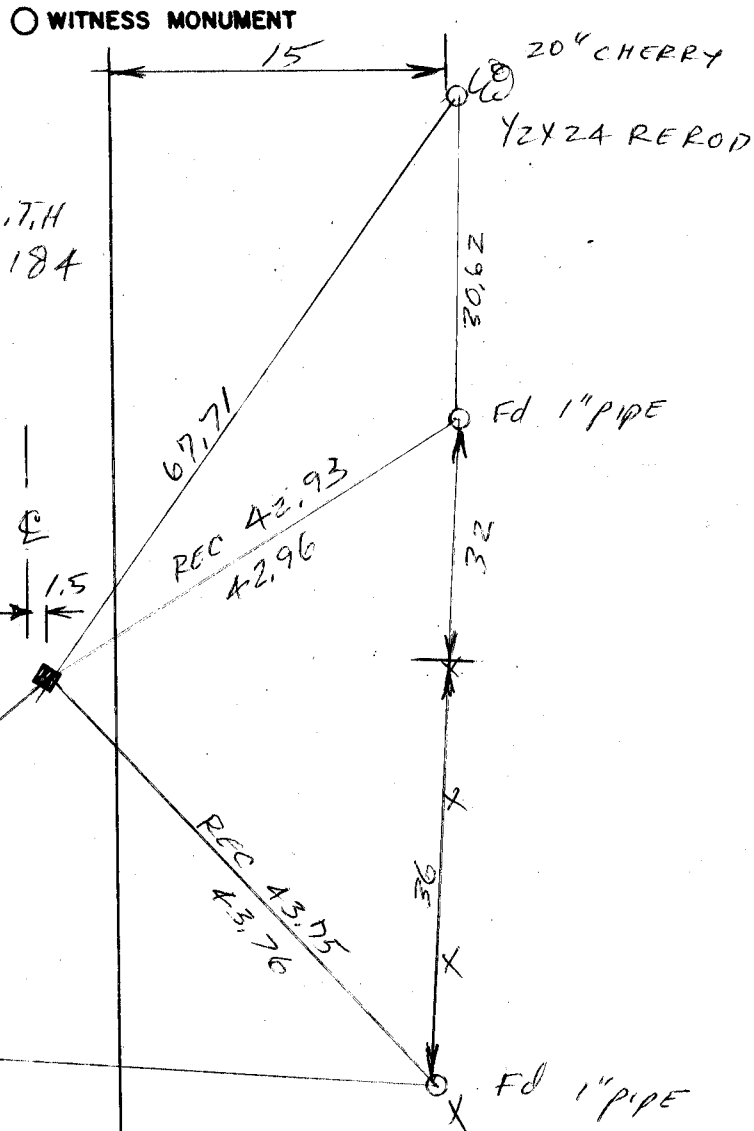 WITNESS MONUMENT
15
20" CHERRY
1/2X24 REROD
.T.H
184
30.62
67.71
Fd 1" PIPE
REC 42.93
42.96
32
1.5
REC 43.75
43.76
36
X
X
X
X
Fd 1" PIPE